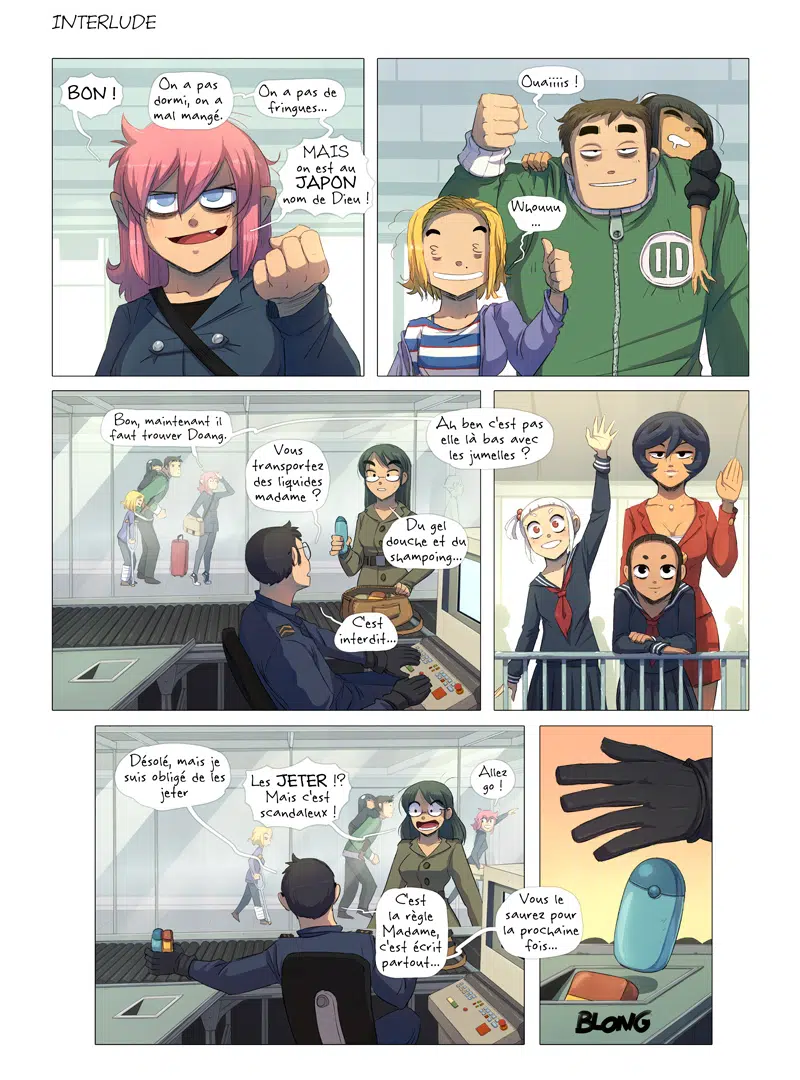 INTERLUDE
BON !
On a pas
dormi, on a
mal mangé.
On a pas de
fringues...
MAIS
on est au
JAPON
nom de Dieu !
Ouaiiiis !
Whouuu
...
OD
Bon, maintenant il
faut trouver Doang.
Vous
transportez
des liquides
madame ?
Du gel
douche et du
shampoing...
C'est
interdit...
Ah ben c'est pas
elle là bas avec
les jumelles ?
Désolé, mais je
suis obligé de les
jeter
Les JETER !?
Mais c'est
scandaleux !
Allez
go !
C'est
la règle
Madame,
c'est écrit
partout...
Vous le
saurez pour
la prochaine
fois...
BLONG